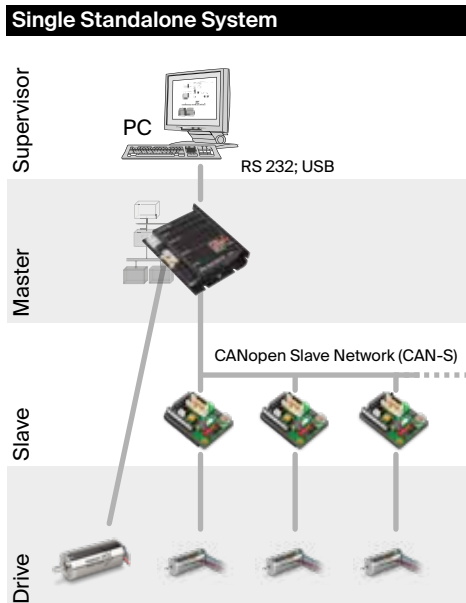 Single Standalone System
Supervisor
PC
RS 232; USB
Master
CANopen Slave Network (CAN-S)
Slave
Drive